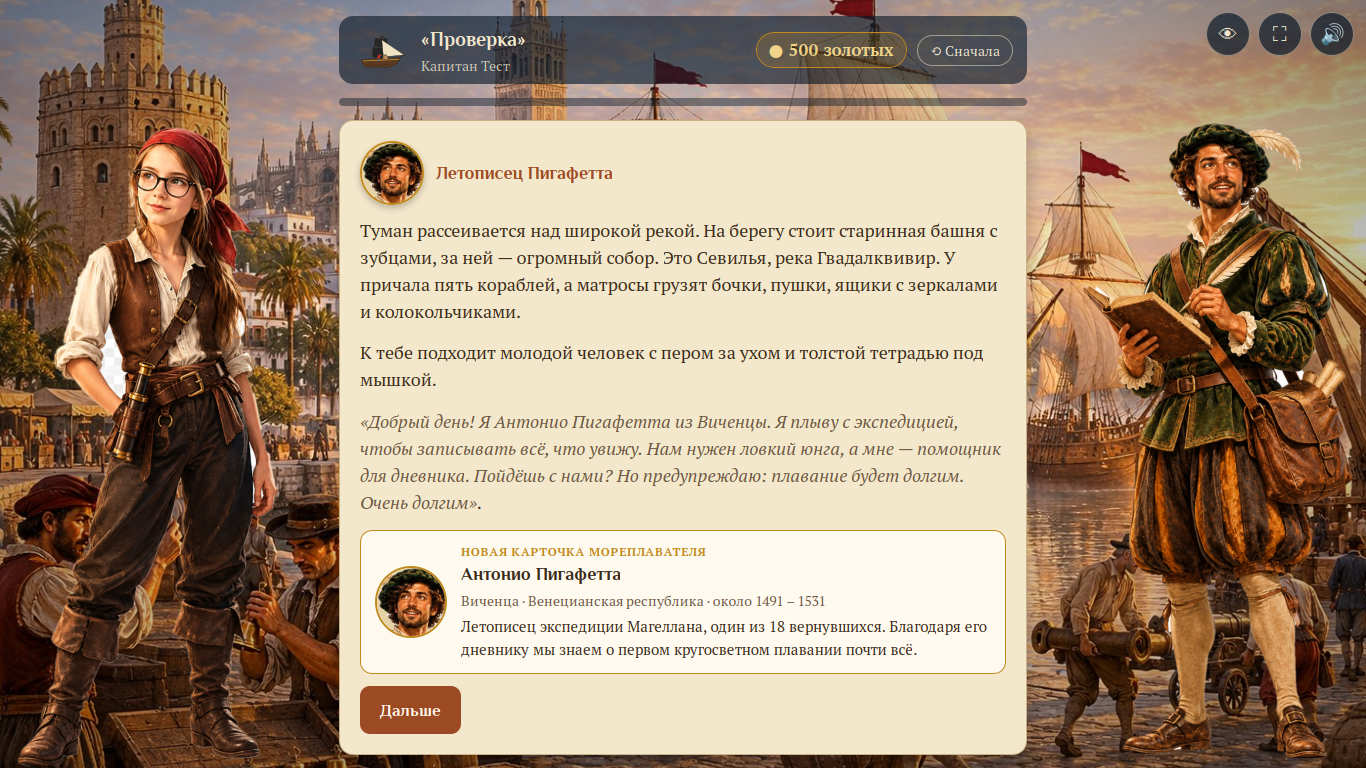 «Проверка»
Капитан Тест
500 золотых
⟲ Сначала
Летописец Пигафетта
Туман рассеивается над широкой рекой. На берегу стоит старинная башня с
зубцами, за ней — огромный собор. Это Севилья, река Гвадалквивир. У
причала пять кораблей, а матросы грузят бочки, пушки, ящики с зеркалами
и колокольчиками.
К тебе подходит молодой человек с пером за ухом и толстой тетрадью под
мышкой.
«Добрый день! Я Антонио Пигафетта из Виченцы. Я плыву с экспедицией,
чтобы записывать всё, что увижу. Нам нужен ловкий юнга, а мне — помощник
для дневника. Пойдёшь с нами? Но предупреждаю: плавание будет долгим.
Очень долгим».
НОВАЯ КАРТОЧКА МОРЕПЛАВАТЕЛЯ
Антонио Пигафетта
Виченца · Венецианская республика · около 1491 – 1531
Летописец экспедиции Магеллана, один из 18 вернувшихся. Благодаря его
дневнику мы знаем о первом кругосветном плавании почти всё.
Дальше